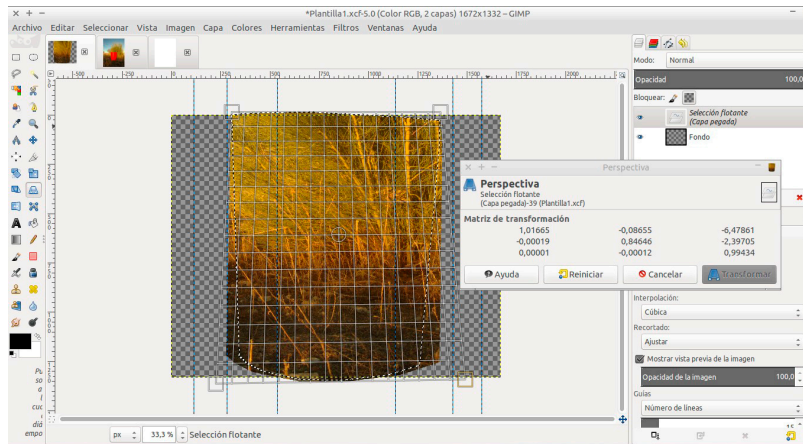 *Plantilla1.xcf-5.0 (Color RGB, 2 capas) 1672x1332 – GIMP
Archivo Editar Seleccionar Vista Imagen Capa Colores Herramientas Filtros Ventanas Ayuda
Modo: Normal
Opacidad 100,0
Bloquear:
Selección flotante
(Capa pegada)
Fondo
Perspectiva
Perspectiva
Selección flotante
(Capa pegada)-39 (Plantilla1.xcf)
Matriz de transformación
1,01665 -0,08655 -6,47861
-0,00019 0,84646 -2,39705
0,00001 -0,00012 0,99434
Ayuda Reiniciar Cancelar Transformar
Interpolación:
Cúbica
Recortado:
Ajustar
Mostrar vista previa de la imagen
Opacidad de la imagen 100,0
Guías
Número de líneas
px 33,3 % Selección flotante